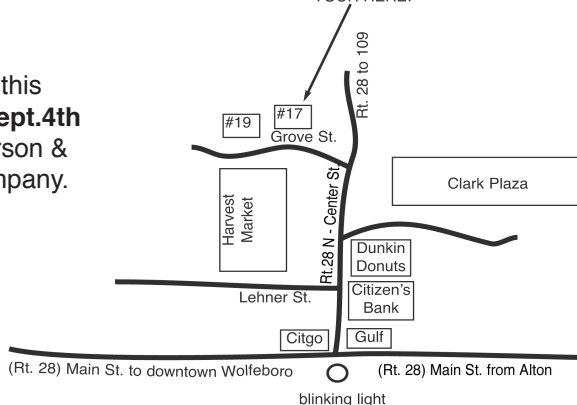 this
ept.4th
rson &
mpany.
Rt. 28 to 109
#19
#17
Grove St.
Clark Plaza
Harvest
Market
Rt.28 N - Center St.
Dunkin
Donuts
Lehner St.
Citizen's
Bank
Citgo
Gulf
(Rt. 28) Main St. to downtown Wolfeboro
(Rt. 28) Main St. from Alton
blinking light